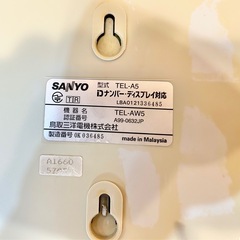 SANYO 型式 TEL-A5
ナンバー・ディスプレイ対応
LBA0121336485
機器名 TEL-AW5
認証番号 A99-0632JP
鳥取三洋電機株式会社
製造番号 0K 036485 made in Malaysia
A1660